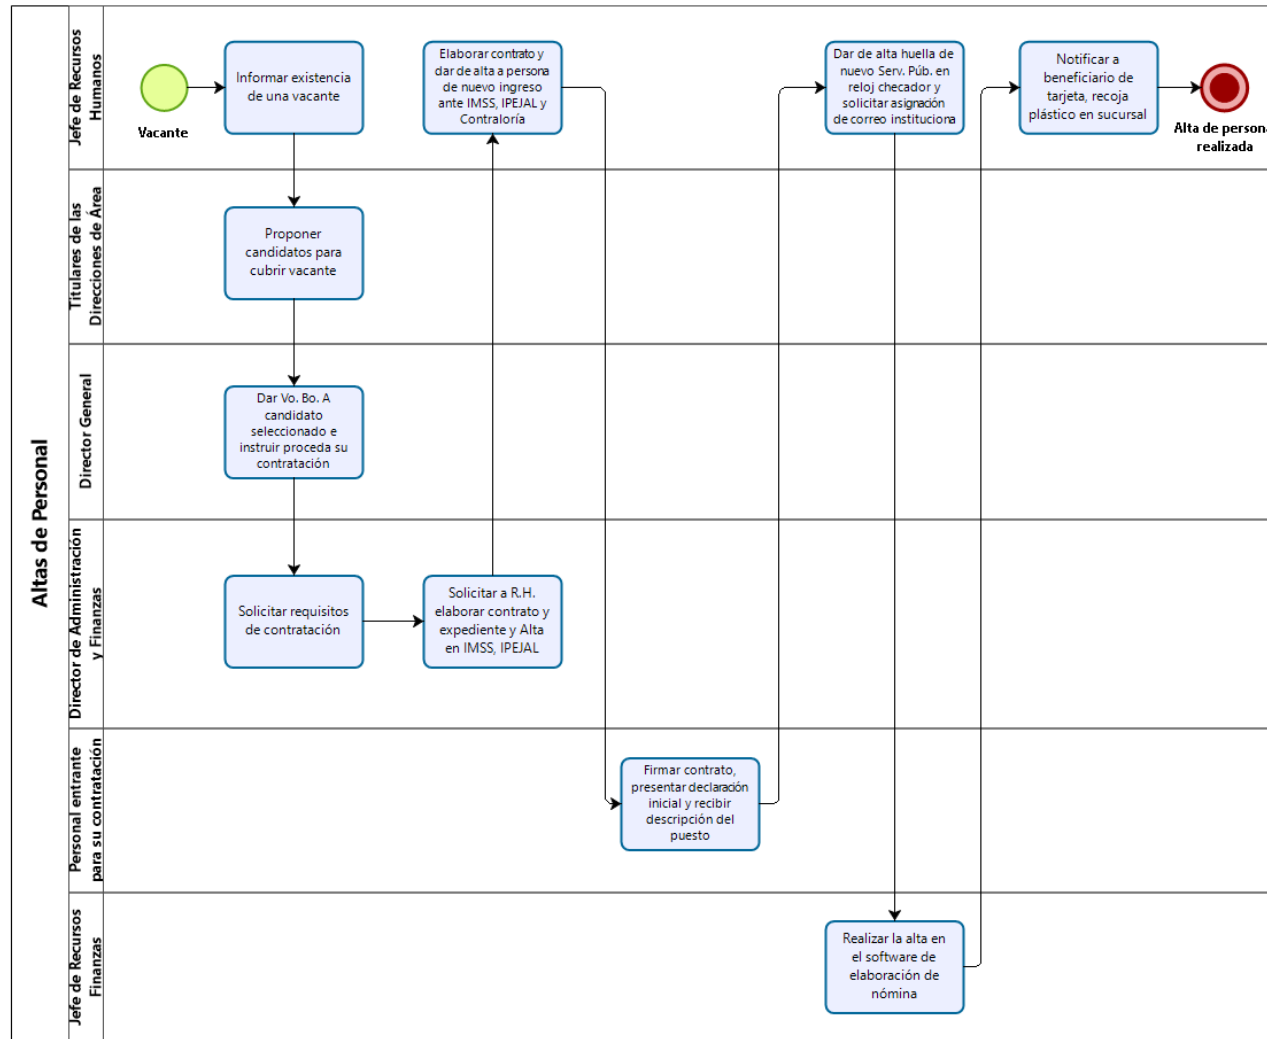 Altas de Personal
Jefe de Recursos
Humanos
Vacante
Informar existencia
de una vacante
Elaborar contrato y
dar de alta a persona
de nuevo ingreso
ante IMSS, IPEJAL y
Contraloría
Dar de alta huella de
nuevo Serv. Púb. en
reloj checador y
solicitar asignación
de correo instituciona
Notificar a
beneficiario de
tarjeta, recoja
plástico en sucursal
Alta de persona
realizada
Titulares de las
Direcciones de Área
Proponer
candidatos para
cubrir vacante
Director General
Dar Vo. Bo. A
candidato
seleccionado e
instruir proceda su
contratación
Director de Administración
y Finanzas
Solicitar requisitos
de contratación
Solicitar a R.H.
elaborar contrato y
expediente y Alta
en IMSS, IPEJAL
Personal entrante
para su contratación
Firmar contrato,
presentar declaración
inicial y recibir
descripción del
puesto
Jefe de Recursos
Finanzas
Realizar la alta en
el software de
elaboración de
nómina